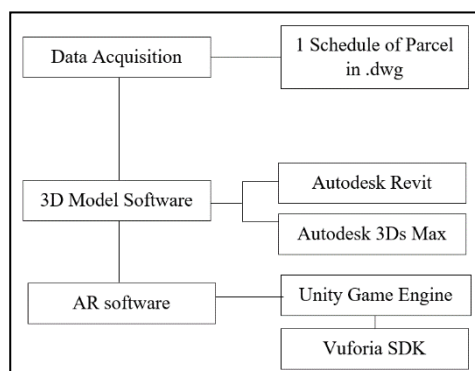 Data Acquisition
1 Schedule of Parcel
in .dwg
3D Model Software
Autodesk Revit
Autodesk 3Ds Max
AR software
Unity Game Engine
Vuforia SDK